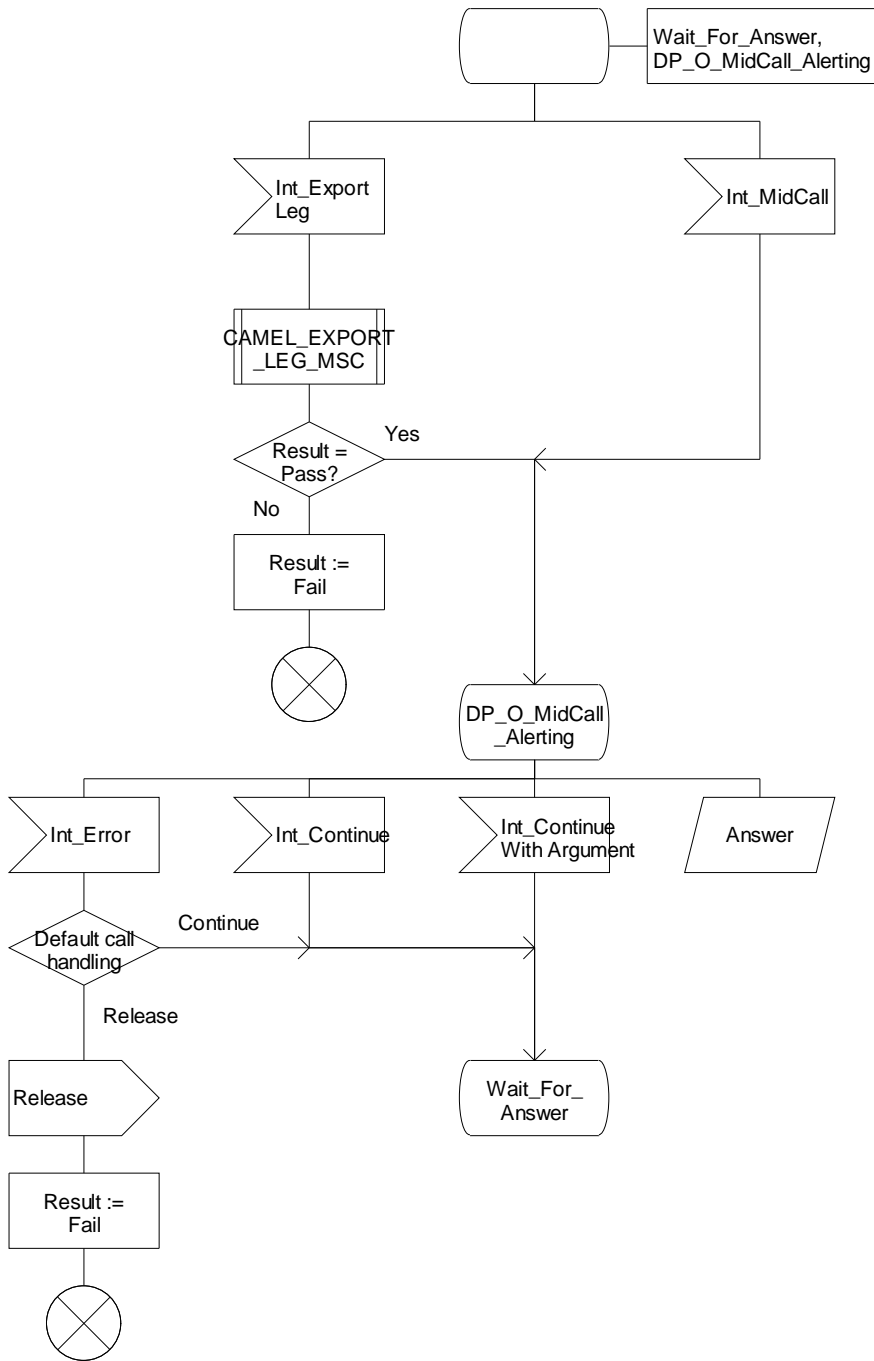 Wait_For_Answer,
DP_O_MidCall_Alerting
Int_Export
Leg
Int_MidCall
CAMEL_EXPORT
_LEG_MSC
Result =
Pass?
Yes
No
Result :=
Fail
DP_O_MidCall
_Alerting
Int_Error
Int_Continue
Int_Continue
With Argument
Answer
Default call
handling
Continue
Release
Release
Wait_For_
Answer
Result :=
Fail